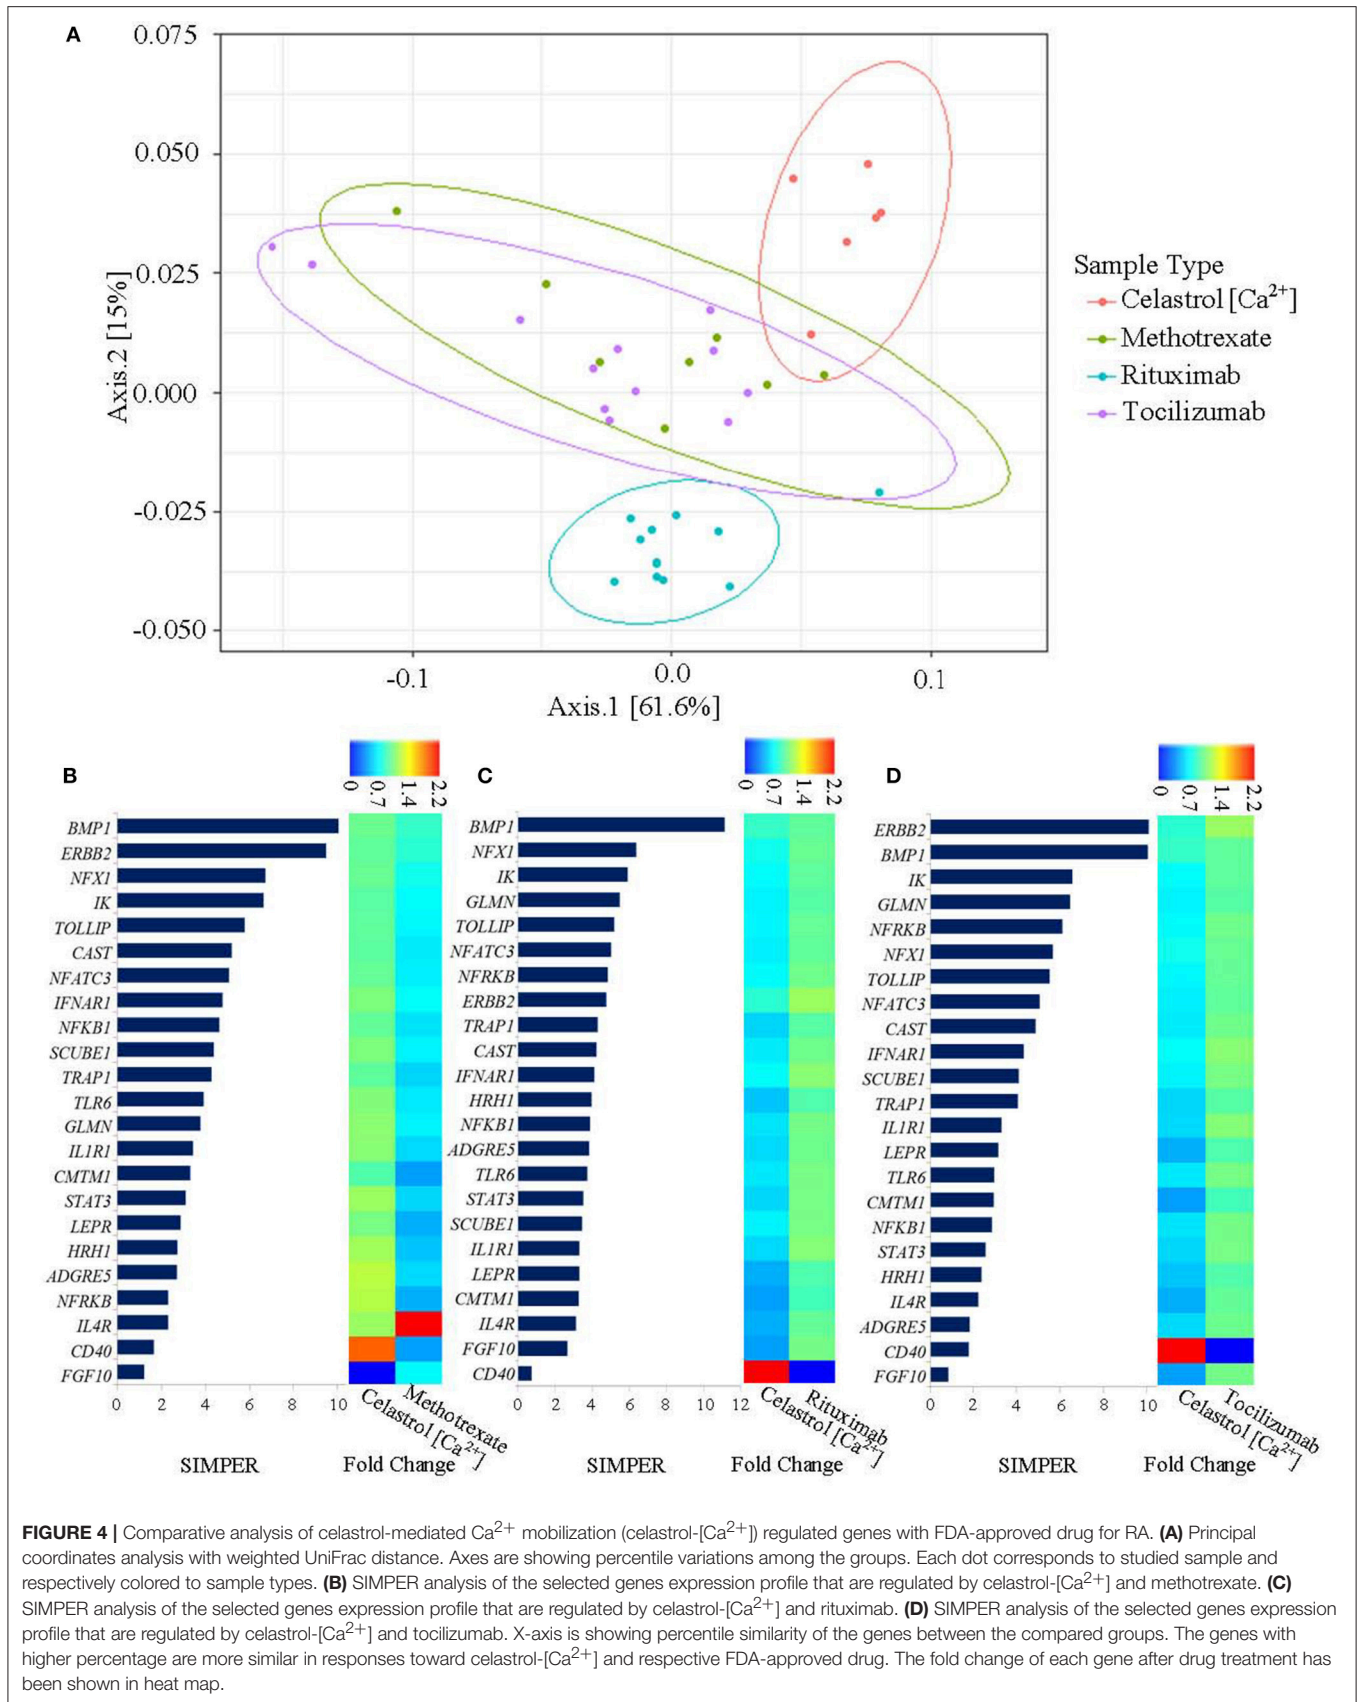 A
0.075
0.050
0.025
0.000
-0.025
-0.050
Axis.2 [15%]
-0.1
0.0
0.1
Axis.1 [61.6%]
Sample Type
Celastrol [Ca2+]
Methotrexate
Rituximab
Tocilizumab
B
0
0.7
1.4
2.2
BMP1
ERBB2
NFX1
IK
TOLLIP
CAST
NFATC3
IFNAR1
NFKB1
SCUBE1
TRAP1
TLR6
GLMN
IL1R1
CMTM1
STAT3
LEPR
HRH1
ADGRE5
NFRKB
IL4R
CD40
FGF10
0 2 4 6 8 10
Methotrexate
Celastrol [Ca2+]
SIMPER
Fold Change
C
0
0.7
1.4
2.2
BMP1
NFX1
IK
GLMN
TOLLIP
NFATC3
NFRKB
ERBB2
TRAP1
CAST
IFNAR1
HRH1
NFKB1
ADGRE5
TLR6
STAT3
SCUBE1
IL1R1
LEPR
CMTM1
IL4R
FGF10
CD40
0 2 4 6 8 10 12
Rituximab
Celastrol [Ca2+]
SIMPER
Fold Change
D
0
0.7
1.4
2.2
ERBB2
BMP1
IK
GLMN
NFRKB
NFX1
TOLLIP
NFATC3
CAST
IFNAR1
SCUBE1
TRAP1
IL1R1
LEPR
TLR6
CMTM1
NFKB1
STAT3
HRH1
IL4R
ADGRE5
CD40
FGF10
0 2 4 6 8 10
Tocilizumab
Celastrol [Ca2+]
SIMPER
Fold Change
FIGURE 4 | Comparative analysis of celastrol-mediated Ca2+ mobilization (celastrol-[Ca2+]) regulated genes with FDA-approved drug for RA. (A) Principal
coordinates analysis with weighted UniFrac distance. Axes are showing percentile variations among the groups. Each dot corresponds to studied sample and
respectively colored to sample types. (B) SIMPER analysis of the selected genes expression profile that are regulated by celastrol-[Ca2+] and methotrexate. (C)
SIMPER analysis of the selected genes expression profile that are regulated by celastrol-[Ca2+] and rituximab. (D) SIMPER analysis of the selected genes expression
profile that are regulated by celastrol-[Ca2+] and tocilizumab. X-axis is showing percentile similarity of the genes between the compared groups. The genes with
higher percentage are more similar in responses toward celastrol-[Ca2+] and respective FDA-approved drug. The fold change of each gene after drug treatment has
been shown in heat map.